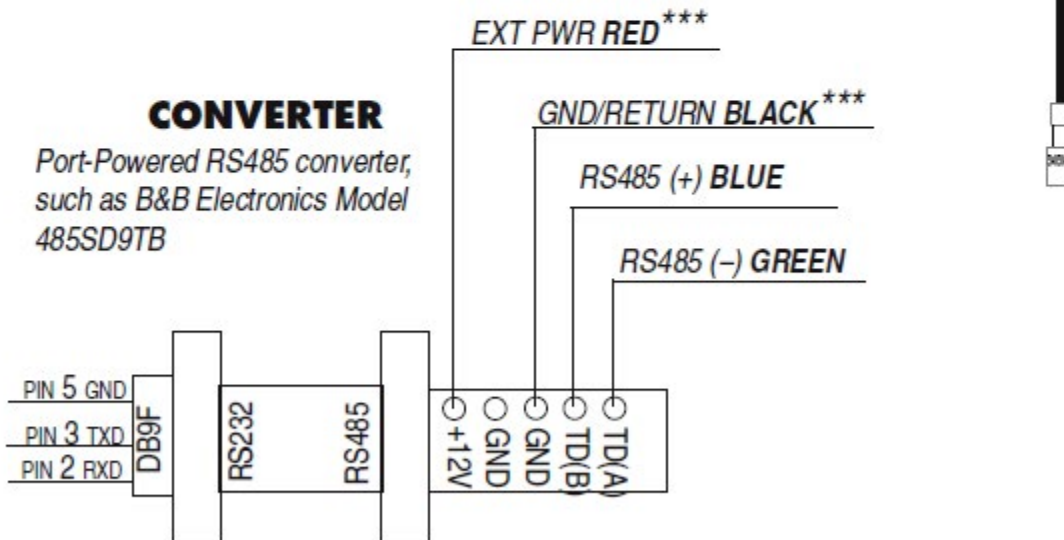 EXT PWR RED***
GND/RETURN BLACK***
CONVERTER
Port-Powered RS485 converter,
such as B&B Electronics Model
485SD9TB
RS485 (+) BLUE
RS485 (–) GREEN
PIN 5 GND
PIN 3 TXD
PIN 2 RXD
DB9F
RS232
RS485
+12V
GND
GND
TD(B)
TD(A)